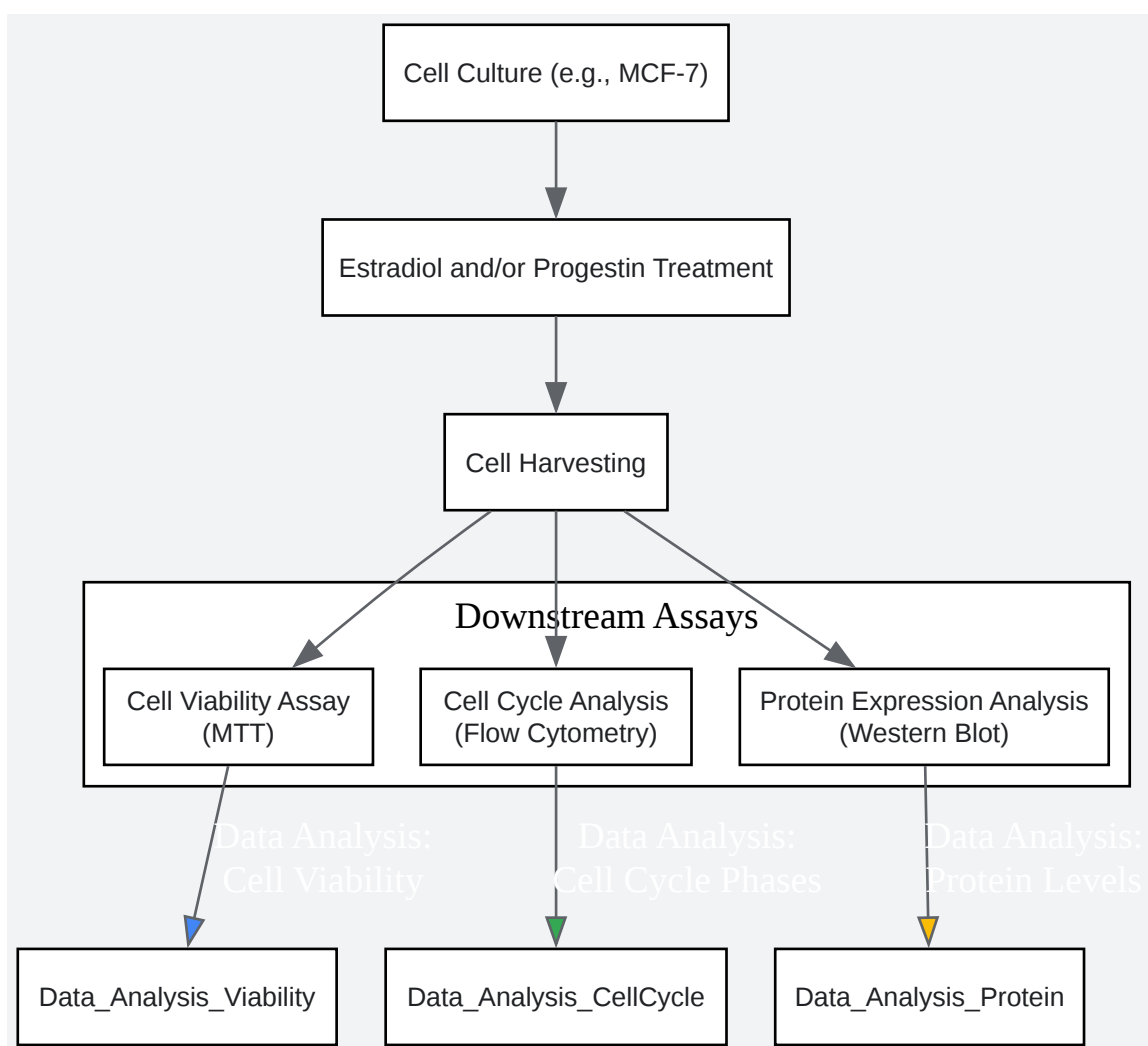 Cell Culture (e.g., MCF-7)
Estradiol and/or Progestin Treatment
Cell Harvesting
Downstream Assays
Cell Viability Assay
(MTT)
Cell Cycle Analysis
(Flow Cytometry)
Protein Expression Analysis
(Western Blot)
Data Analysis:
Cell Viability
Data Analysis:
Cell Cycle Phases
Data Analysis:
Protein Levels
Data_Analysis_Viability
Data_Analysis_CellCycle
Data_Analysis_Protein